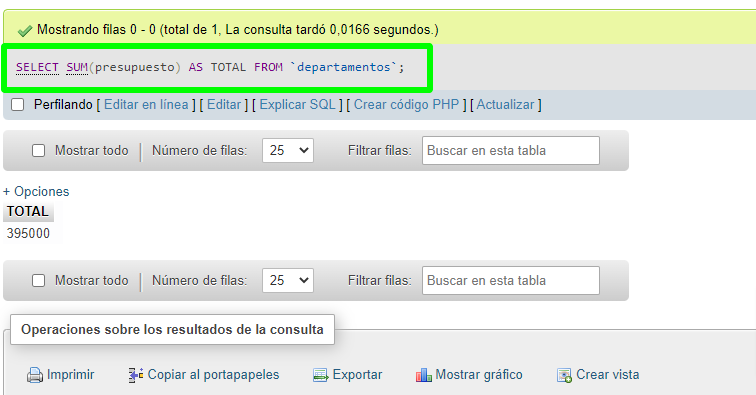 Mostrando filas 0 - 0 (total de 1, La consulta tardó 0,0166 segundos.)
SELECT SUM(presupuesto) AS TOTAL FROM `departamentos`;
Perfilando [ Editar en línea ] [ Editar ] [ Explicar SQL ] [ Crear código PHP ] [ Actualizar ]
Mostrar todo Número de filas: 25 Filtrar filas: Buscar en esta tabla
+ Opciones
TOTAL
395000
Mostrar todo Número de filas: 25 Filtrar filas: Buscar en esta tabla
Operaciones sobre los resultados de la consulta
Imprimir Copiar al portapapeles Exportar Mostrar gráfico Crear vista